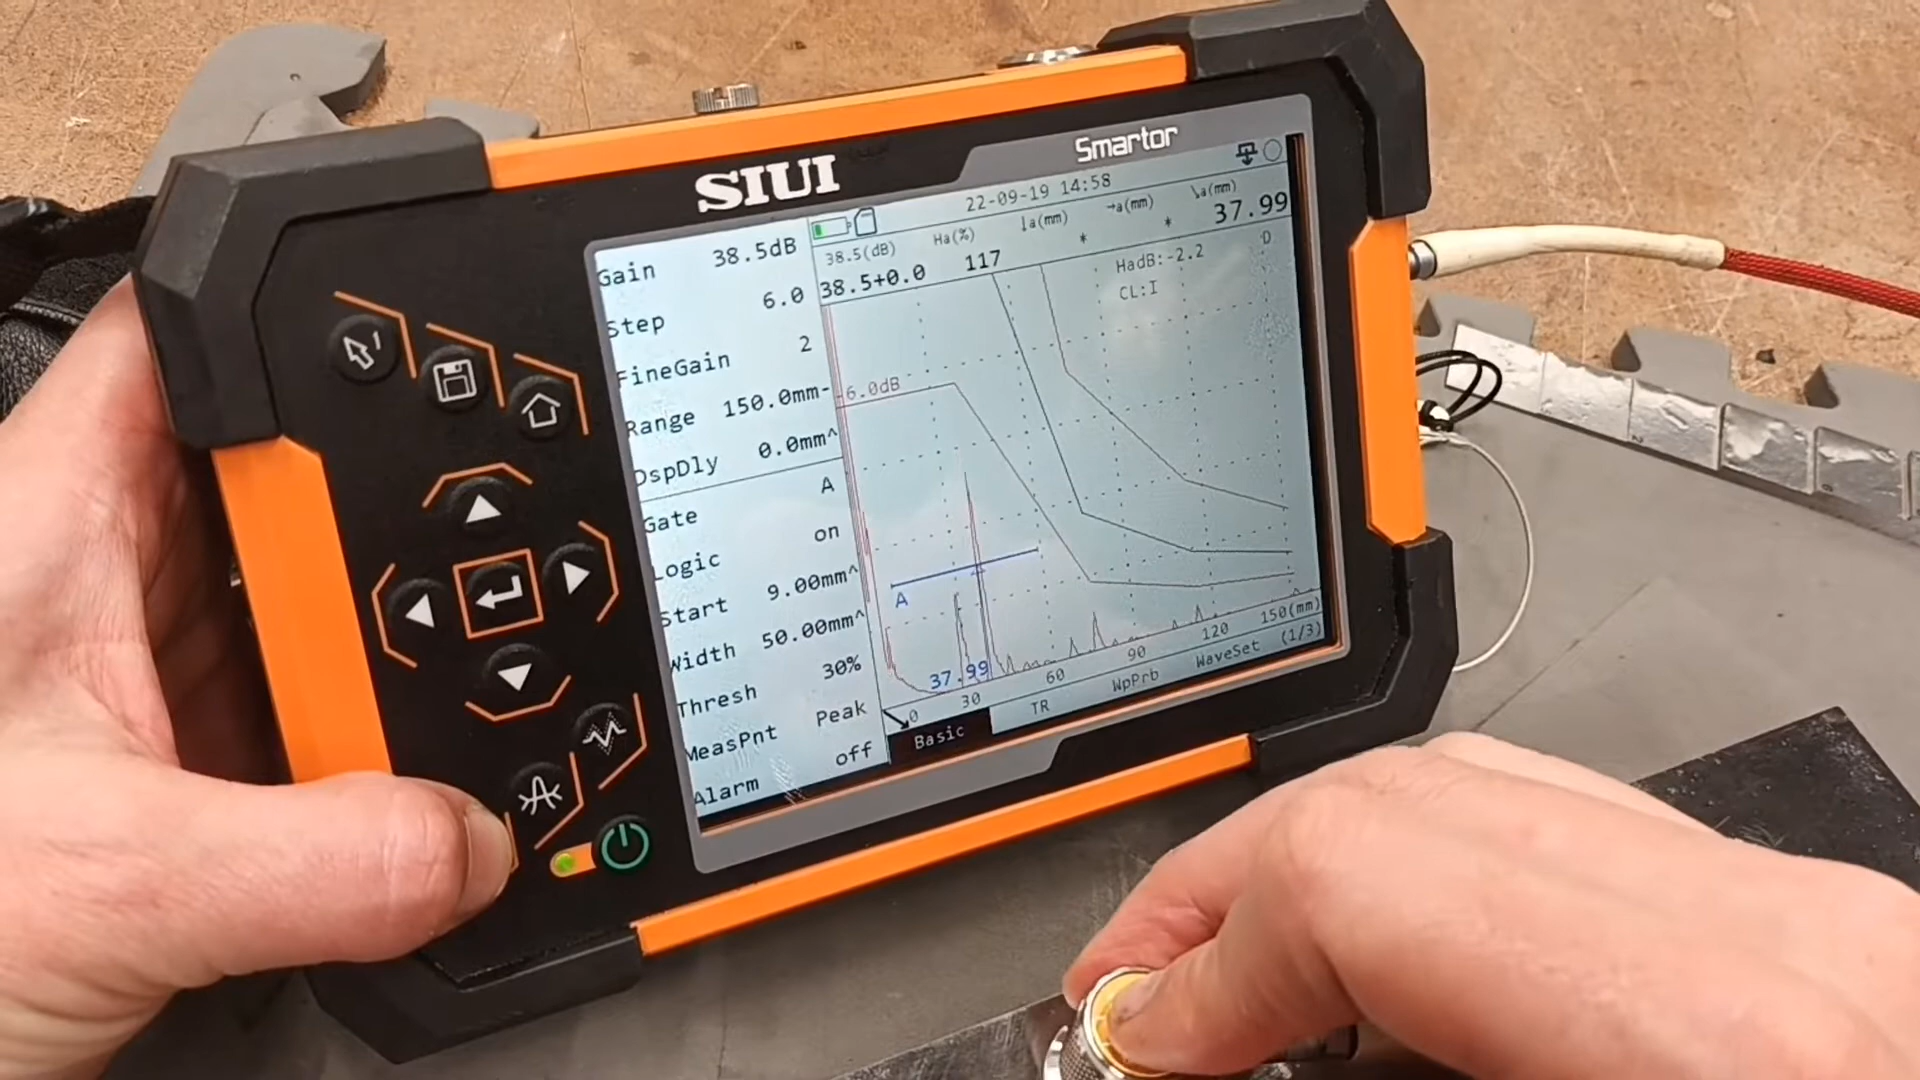 SIUI
Smartor
22-09-19 14:58
Gain 38.5dB
Step 6.0
FineGain 2
Range 150.0mm-
DspDly 0.0mm^
Gate A
Logic on
Start 9.00mm^
Width 50.00mm^
Thresh 30%
MeasPnt Peak
Alarm off
38.5(dB) Ha(%) ↓a(mm) →a(mm) ↘a(mm)
38.5+0.0 117 * * 37.99
HadB:-2.2 D
CL:I
-6.0dB
A
37.99
0 30 60 90 120 150(mm)
Basic TR WpPrb WaveSet (1/3)